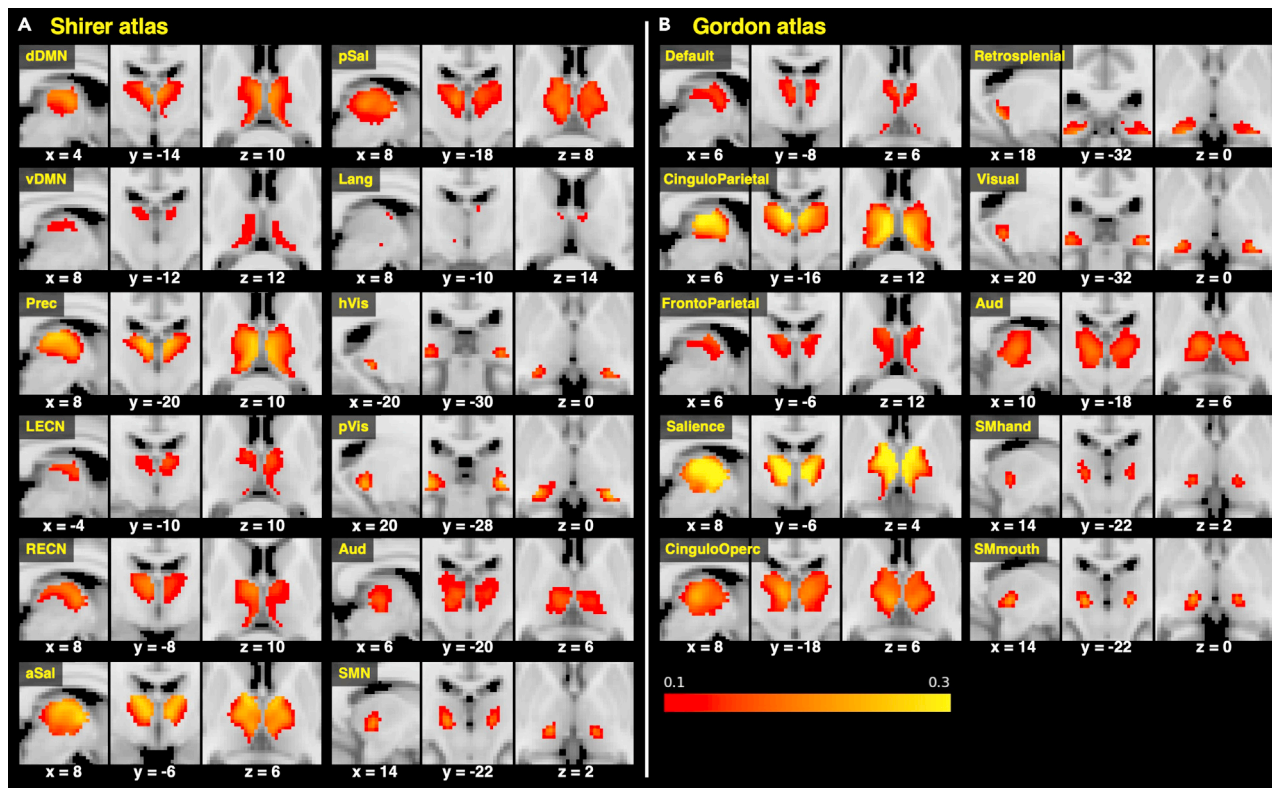 A Shirer atlas
dDMN
x = 4 y = -14 z = 10
pSal
x = 8 y = -18 z = 8
vDMN
x = 8 y = -12 z = 12
Lang
x = 8 y = -10 z = 14
Prec
x = 8 y = -20 z = 10
hVis
x = -20 y = -30 z = 0
LECN
x = -4 y = -10 z = 10
pVis
x = 20 y = -28 z = 0
RECN
x = 8 y = -8 z = 10
Aud
x = 6 y = -20 z = 6
aSal
x = 8 y = -6 z = 6
SMN
x = 14 y = -22 z = 2
B Gordon atlas
Default
x = 6 y = -8 z = 6
Retrosplenial
x = 18 y = -32 z = 0
CinguloParietal
x = 6 y = -16 z = 12
Visual
x = 20 y = -32 z = 0
FrontoParietal
x = 6 y = -6 z = 12
Aud
x = 10 y = -18 z = 6
Salience
x = 8 y = -6 z = 4
SMhand
x = 14 y = -22 z = 2
CinguloOperc
x = 8 y = -18 z = 6
SMmouth
x = 14 y = -22 z = 0
0.1 0.3